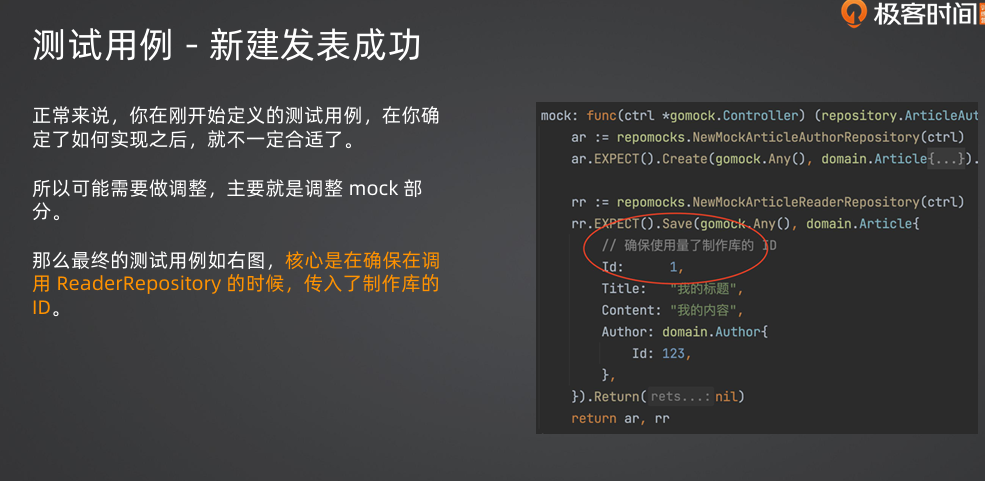 极客时间
测试用例 - 新建发表成功
正常来说，你在刚开始定义的测试用例，在你确
定了如何实现之后，就不一定合适了。
所以可能需要做调整，主要就是调整 mock 部
分。
那么最终的测试用例如右图，核心是在确保在调
用 ReaderRepository 的时候，传入了制作库的
ID。
mock: func(ctrl *gomock.Controller) (repository.ArticleAut
ar := repomocks.NewMockArticleAuthorRepository(ctrl)
ar.EXPECT().Create(gomock.Any(), domain.Article{...}).
rr := repomocks.NewMockArticleReaderRepository(ctrl)
rr.EXPECT().Save(gomock.Any(), domain.Article{
// 确保使用量了制作库的 ID
Id: 1,
Title: "我的标题",
Content: "我的内容",
Author: domain.Author{
Id: 123,
},
}).Return( rets...: nil)
return ar, rr